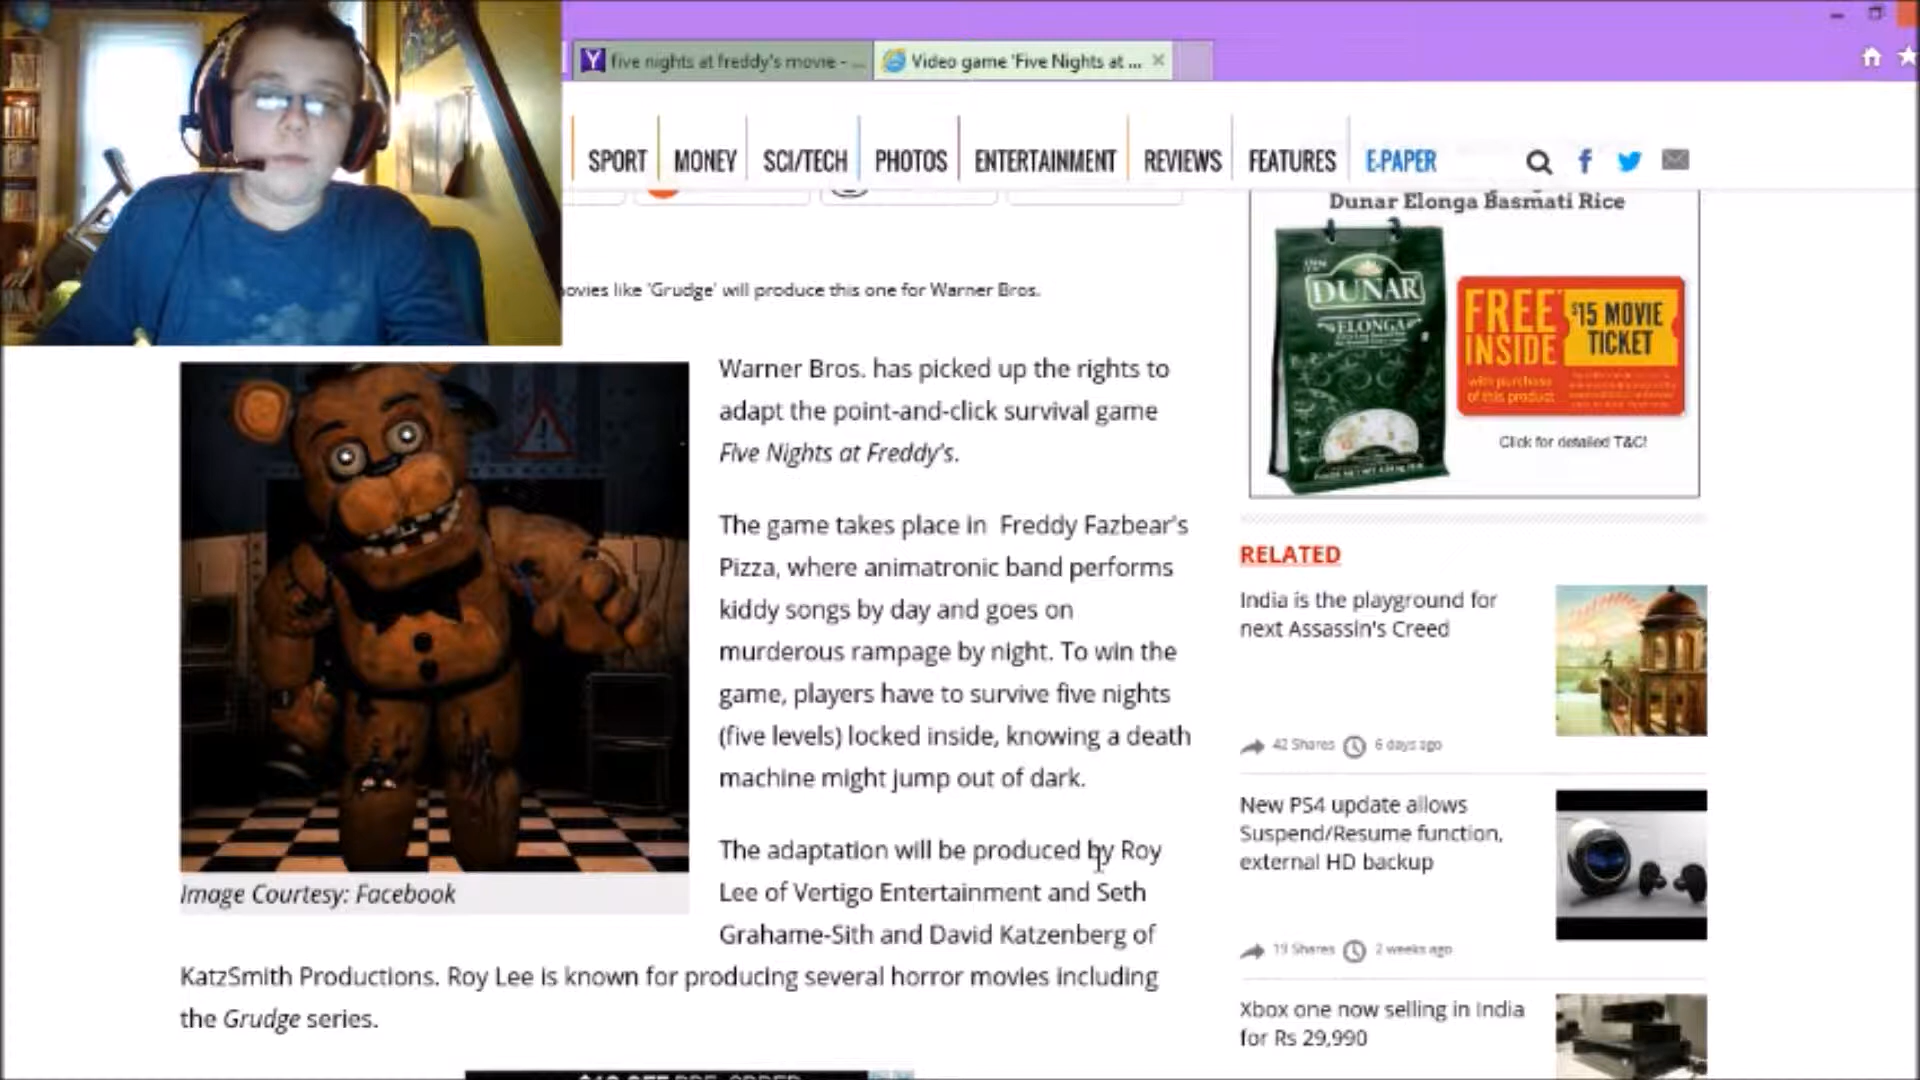 five nights at freddy's movie - ...
Video game 'Five Nights at ...
SPORT MONEY SCI/TECH PHOTOS ENTERTAINMENT REVIEWS FEATURES E-PAPER
Dunar Elonga Basmati Rice
DUNAR
ELONGA
FREE INSIDE
$15 MOVIE TICKET
with purchase
of this product
Click for detailed T&C!
movies like 'Grudge' will produce this one for Warner Bros.
Warner Bros. has picked up the rights to
adapt the point-and-click survival game
Five Nights at Freddy's.
The game takes place in Freddy Fazbear's
Pizza, where animatronic band performs
kiddy songs by day and goes on
murderous rampage by night. To win the
game, players have to survive five nights
(five levels) locked inside, knowing a death
machine might jump out of dark.
The adaptation will be produced by Roy
Lee of Vertigo Entertainment and Seth
Grahame-Sith and David Katzenberg of
KatzSmith Productions. Roy Lee is known for producing several horror movies including
the Grudge series.
Image Courtesy: Facebook
RELATED
India is the playground for
next Assassin's Creed
42 Shares 6 days ago
New PS4 update allows
Suspend/Resume function,
external HD backup
19 Shares 2 weeks ago
Xbox one now selling in India
for Rs 29,990